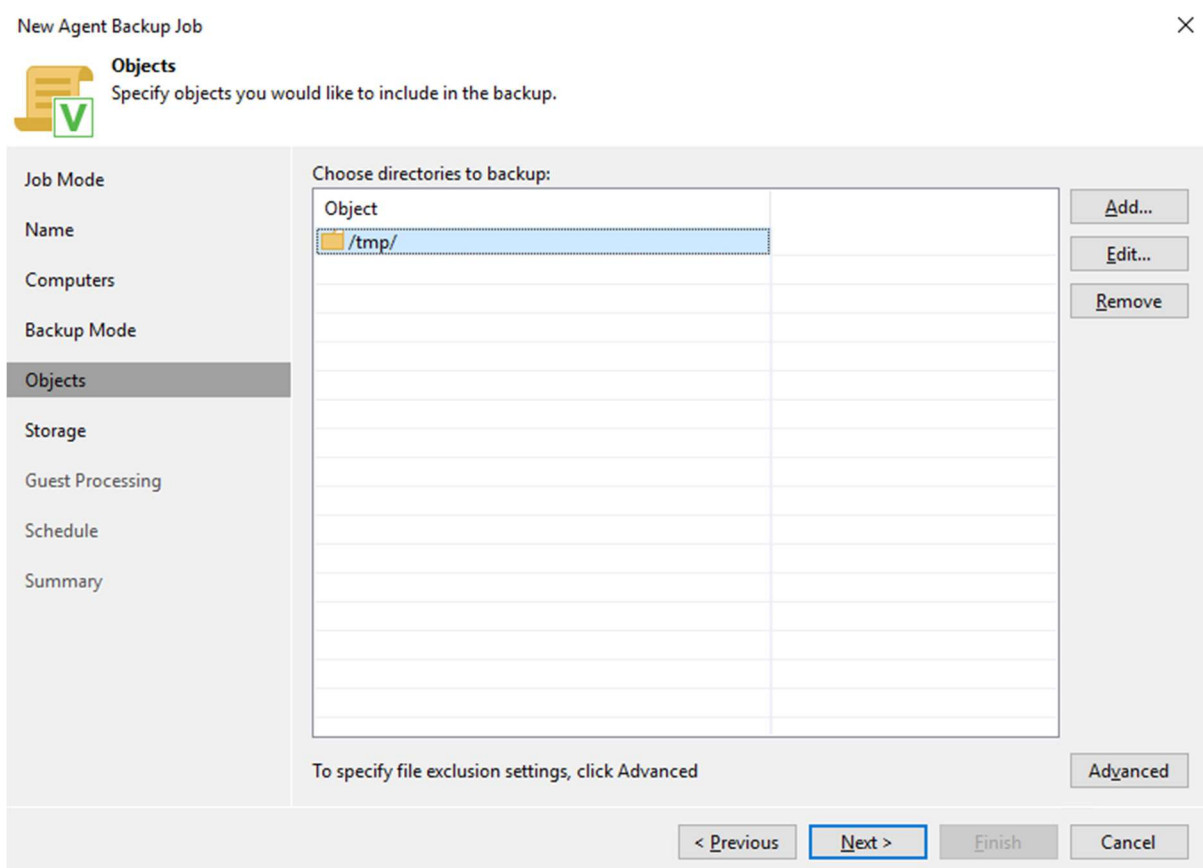 New Agent Backup Job
Objects
Specify objects you would like to include in the backup.
V
Job Mode
Name
Computers
Backup Mode
Objects
Storage
Guest Processing
Schedule
Summary
Choose directories to backup:
Object
/tmp/
Add...
Edit...
Remove
To specify file exclusion settings, click Advanced
Advanced
< Previous
Next >
Finish
Cancel